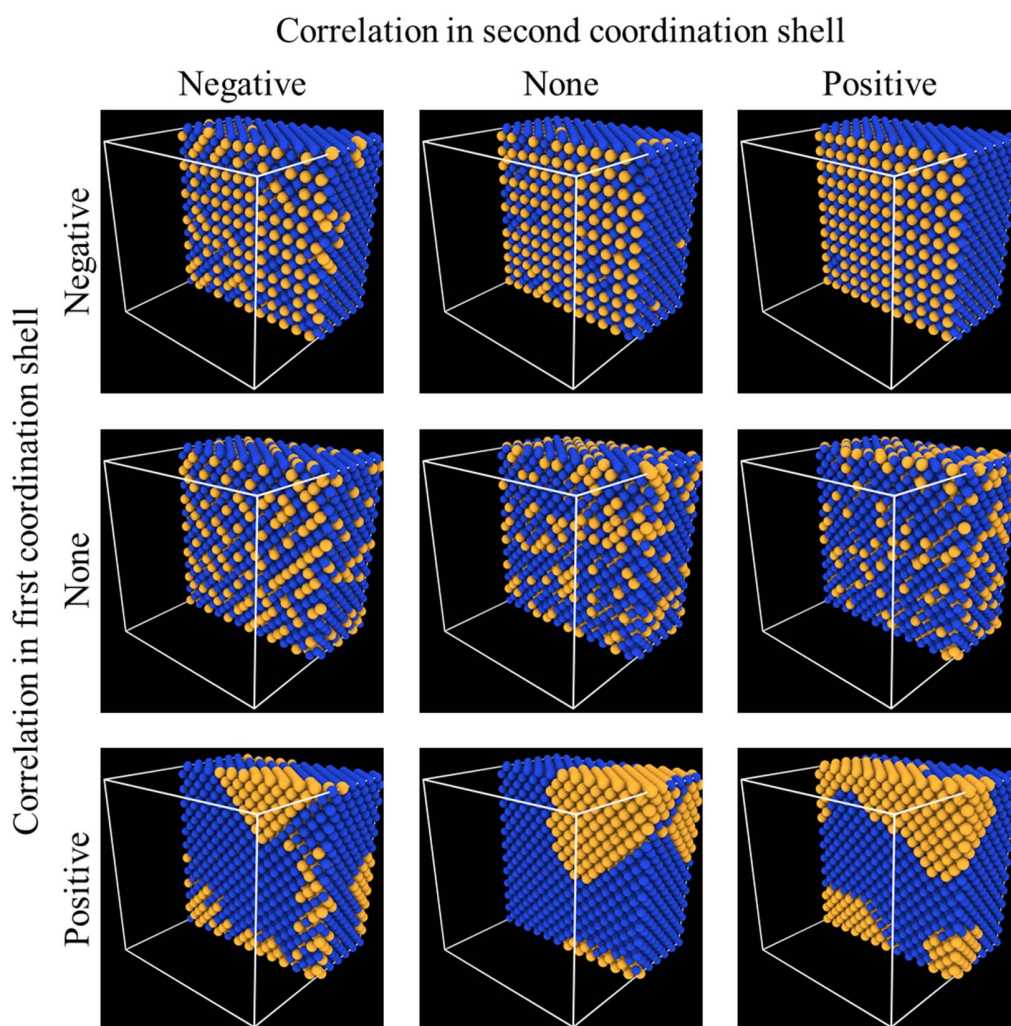 Correlation in second coordination shell
Negative
None
Positive
Correlation in first coordination shell
Negative
None
Positive